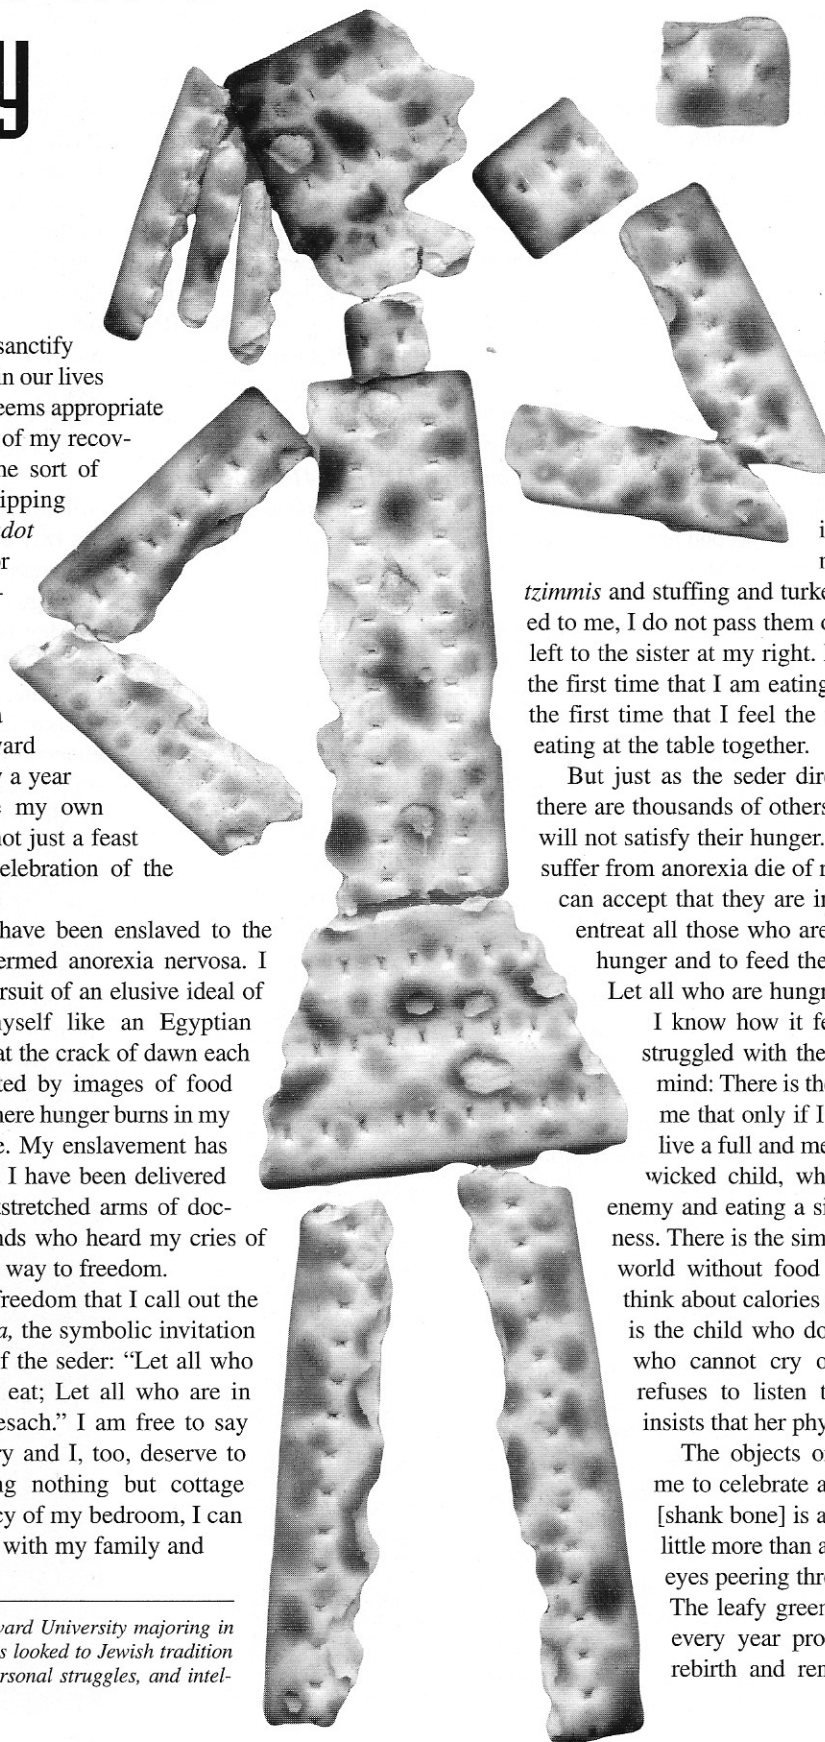 y
sanctify
in our lives
eems appropriate
of my recov-
he sort of
ipping
dot
or
-
a
vard
y a year
e my own
not just a feast
elebration of the
have been enslaved to the
ermed anorexia nervosa. I
rsuit of an elusive ideal of
nyself like an Egyptian
at the crack of dawn each
ted by images of food
here hunger burns in my
e. My enslavement has
I have been delivered
tstretched arms of doc-
nds who heard my cries of
way to freedom.
freedom that I call out the
a, the symbolic invitation
f the seder: “Let all who
eat; Let all who are in
esach.” I am free to say
ry and I, too, deserve to
ng nothing but cottage
cy of my bedroom, I can
with my family and
vard University majoring in
s looked to Jewish tradition
ersonal struggles, and intel-
i
r
tzimmis and stuffing and turke
ed to me, I do not pass them o
left to the sister at my right.
the first time that I am eating
the first time that I feel the
eating at the table together.
But just as the seder dire
there are thousands of others
will not satisfy their hunger.
suffer from anorexia die of r
can accept that they are in
entreat all those who are
hunger and to feed the
Let all who are hungr
I know how it fe
struggled with the
mind: There is the
me that only if I
live a full and me
wicked child, wh
enemy and eating a si
ness. There is the sim
world without food
think about calories
is the child who do
who cannot cry o
refuses to listen t
insists that her phy
The objects o
me to celebrate a
[shank bone] is a
little more than a
eyes peering thr
The leafy green
every year pro
rebirth and ren